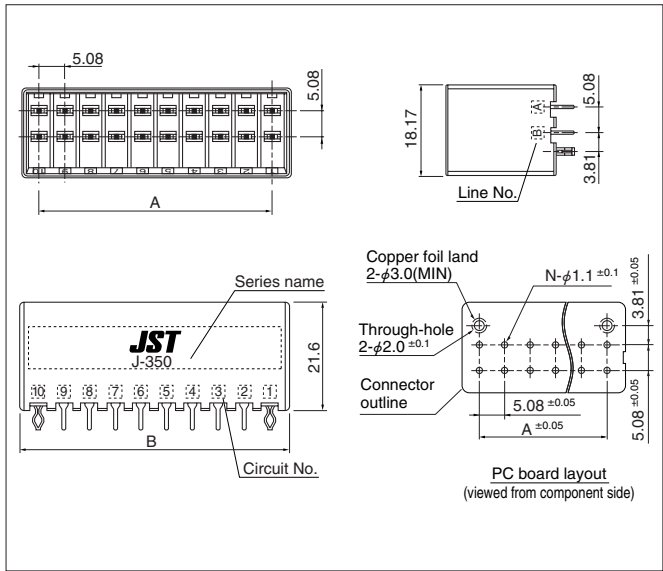 5.08
5.08
10 9 8 7 6 5 4 3 2 1
A
18.17
A
B
5.08
3.81
Line No.
Series name
JST
J-350
10 9 8 7 6 5 4 3 2 1
21.6
B
Circuit No.
Copper foil land
2-φ3.0(MIN)
N-φ1.1 ±0.1
3.81 ±0.05
Through-hole
2-φ2.0 ±0.1
Connector
outline
5.08 ±0.05
A ±0.05
5.08 ±0.05
PC board layout
(viewed from component side)